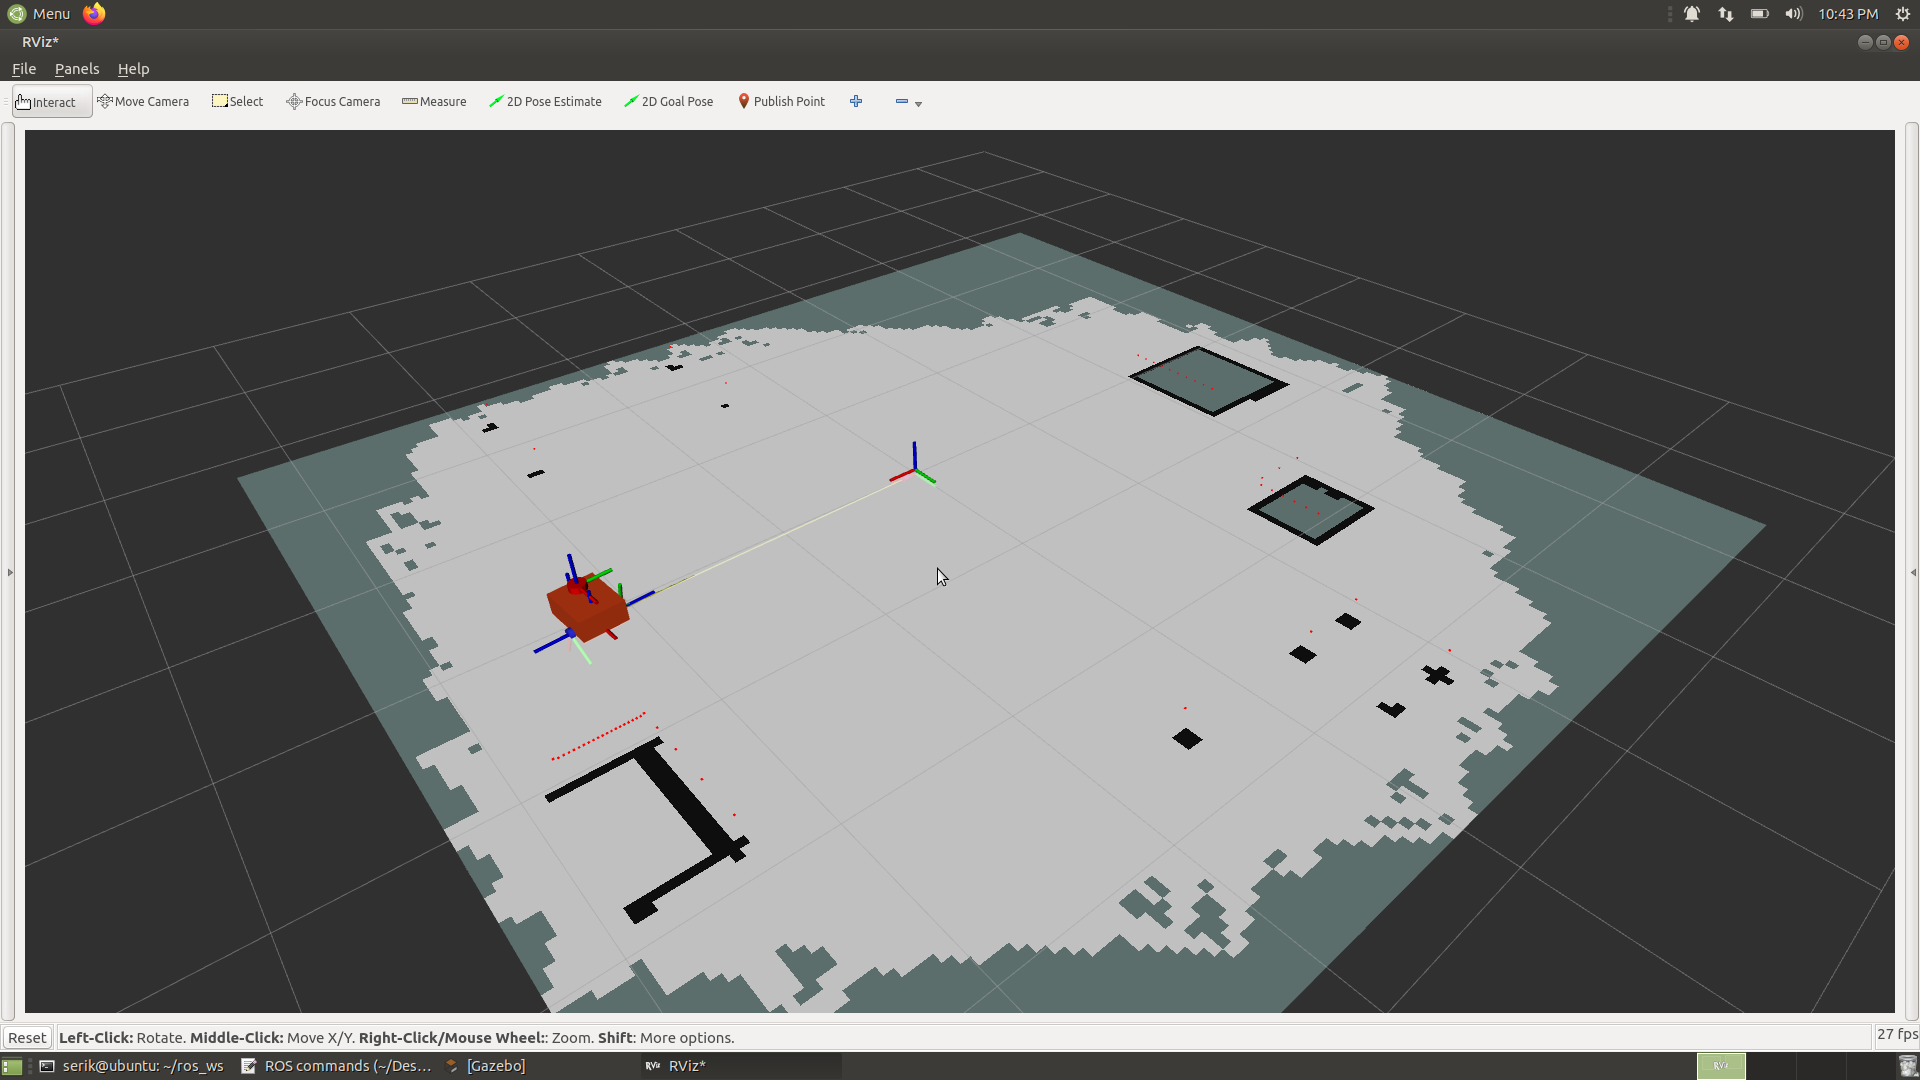 Menu 10:43 PM
RViz*
File Panels Help
Interact Move Camera Select Focus Camera Measure 2D Pose Estimate 2D Goal Pose Publish Point
Reset Left-Click: Rotate. Middle-Click: Move X/Y. Right-Click/Mouse Wheel:: Zoom. Shift: More options. 27 fps
serik@ubuntu: ~/ros_ws ROS commands (~/Des... [Gazebo] RViz RViz* RViz